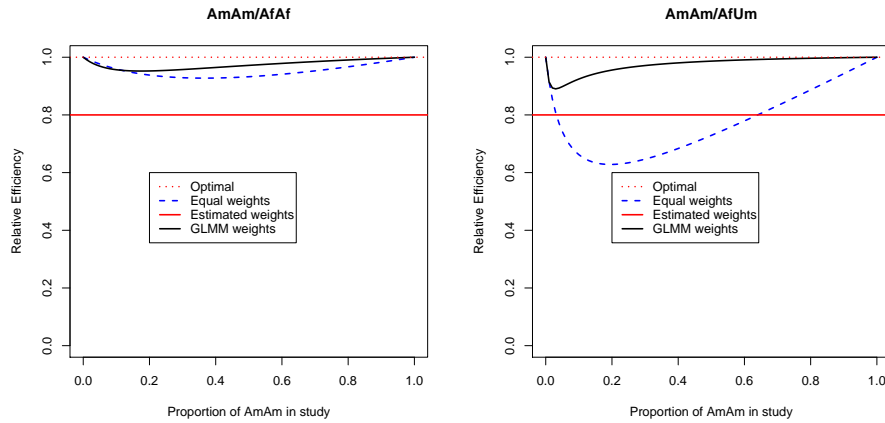 AmAm/AfAf
Relative Efficiency
0.0
0.2
0.4
0.6
0.8
1.0
Optimal
Equal weights
Estimated weights
GLMM weights
0.0 0.2 0.4 0.6 0.8 1.0
Proportion of AmAm in study
AmAm/AfUm
Relative Efficiency
0.0
0.2
0.4
0.6
0.8
1.0
Optimal
Equal weights
Estimated weights
GLMM weights
0.0 0.2 0.4 0.6 0.8 1.0
Proportion of AmAm in study